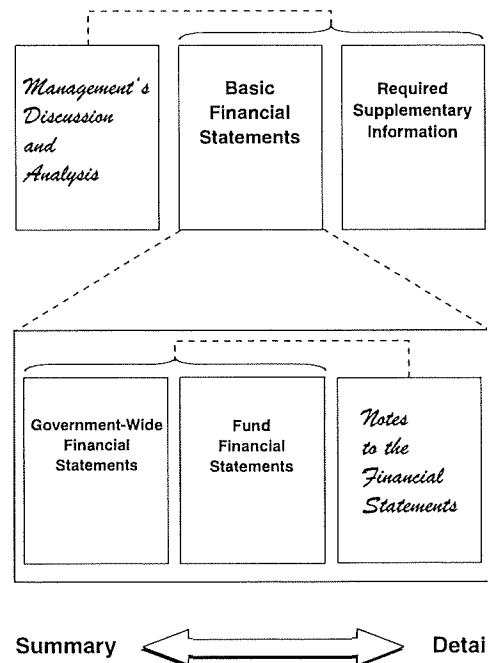 Management's
Discussion
and
Analysis
Basic
Financial
Statements
Required
Supplementary
Information
Government-Wide
Financial
Statements
Fund
Financial
Statements
Notes
to the
Financial
Statements
Summary
Detai